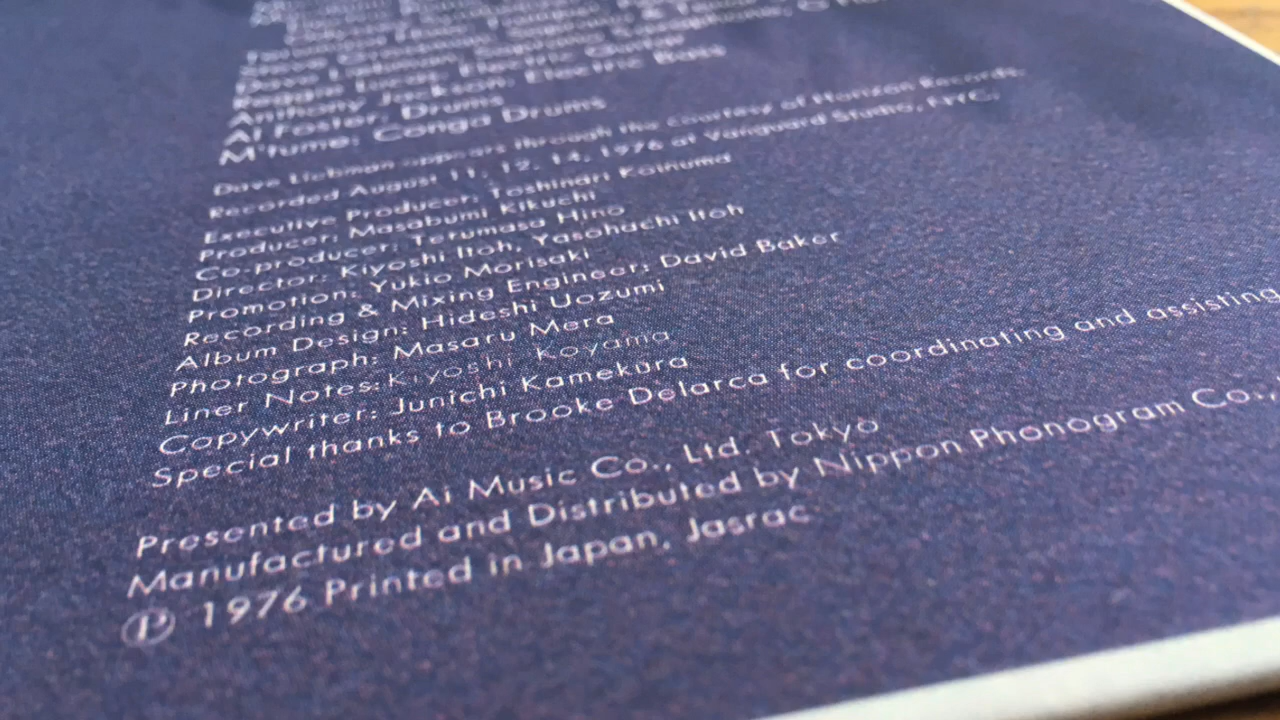 Anthony Jackson: Electric Bass
Al Foster: Drums
M'tume: Conga Drums
Dave Liebman appears through the courtesy of Horizon Records.
Recorded August 11, 12, 14, 1976 at Vanguard Studio, NYC.
Executive Producer: Toshinari Koinuma
Producer: Masabumi Kikuchi
Co-producer: Terumasa Hino
Director: Kiyoshi Itoh, Yasohachi Itoh
Promotion: Yukio Morisaki
Recording & Mixing Engineer: David Baker
Album Design: Hideshi Uozumi
Photograph: Masaru Mera
Liner Notes: Kiyoshi Koyama
Copywriter: Junichi Kamekura
Special thanks to Brooke Delarca for coordinating and assisting
Presented by Ai Music Co., Ltd. Tokyo
Manufactured and Distributed by Nippon Phonogram Co.,
Ⓟ 1976 Printed in Japan, Jasrac